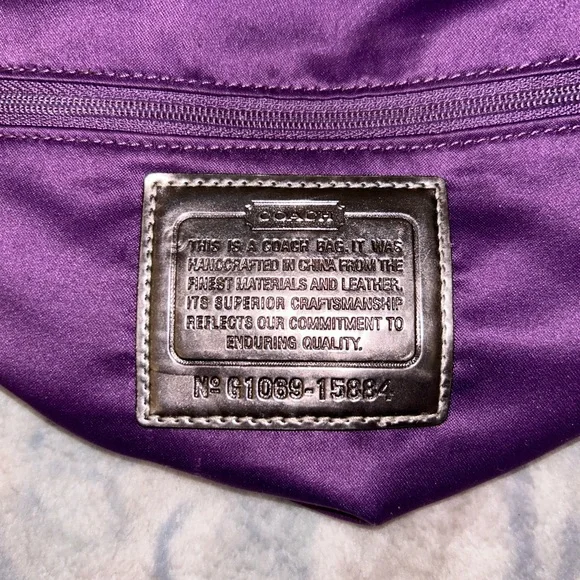 COACH
THIS IS A COACH BAG. IT WAS
HANDCRAFTED IN CHINA FROM THE
FINEST MATERIALS AND LEATHER.
ITS SUPERIOR CRAFTSMANSHIP
REFLECTS OUR COMMITMENT TO
ENDURING QUALITY.
Nº G1069-15884